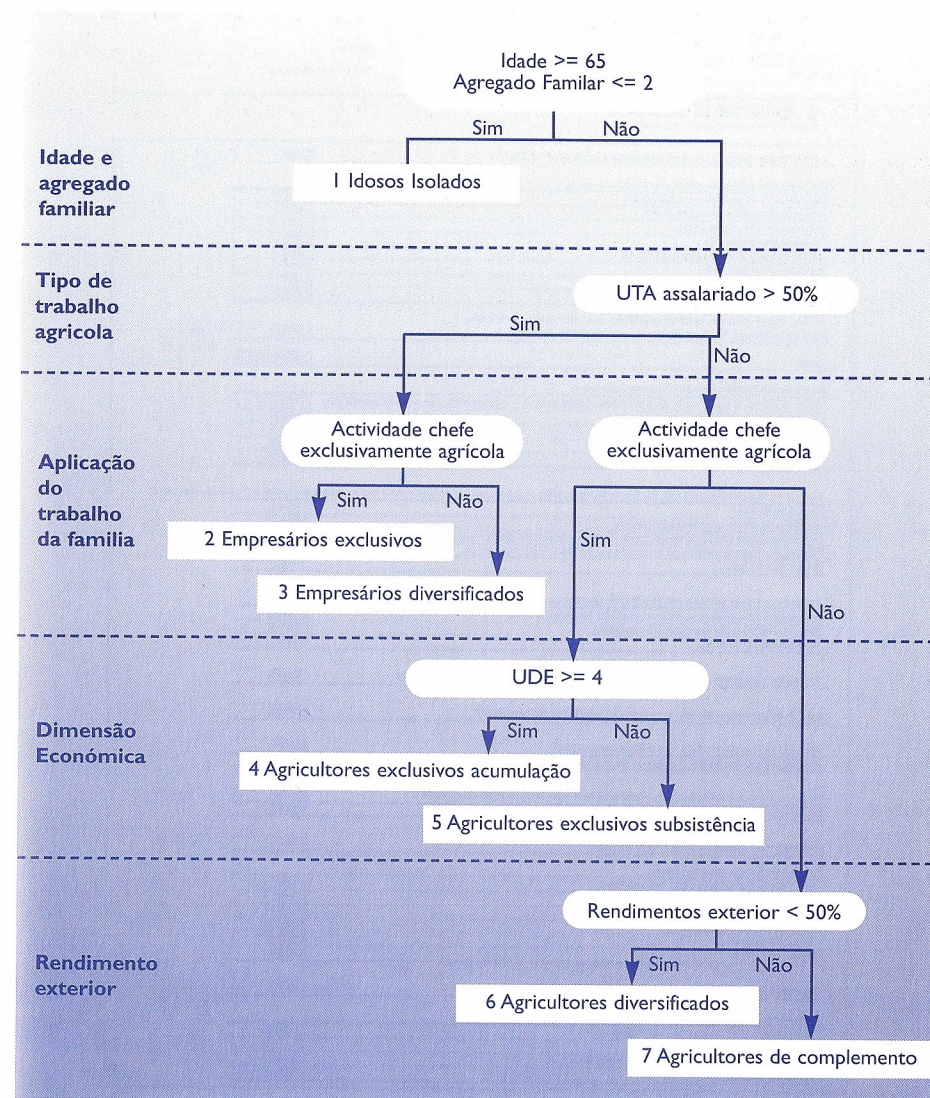 Idade >= 65
Agregado Familar <= 2
Sim
Não
Idade e
agregado
familiar
1 Idosos Isolados
Tipo de
trabalho
agricola
UTA assalariado > 50%
Sim
Não
Aplicação
do
trabalho
da familia
Actividade chefe
exclusivamente agrícola
Actividade chefe
exclusivamente agrícola
Sim
Não
Sim
2 Empresários exclusivos
3 Empresários diversificados
Não
Dimensão
Económica
UDE >= 4
Sim
Não
4 Agricultores exclusivos acumulação
5 Agricultores exclusivos subsistência
Rendimento
exterior
Rendimentos exterior < 50%
Sim
Não
6 Agricultores diversificados
7 Agricultores de complemento